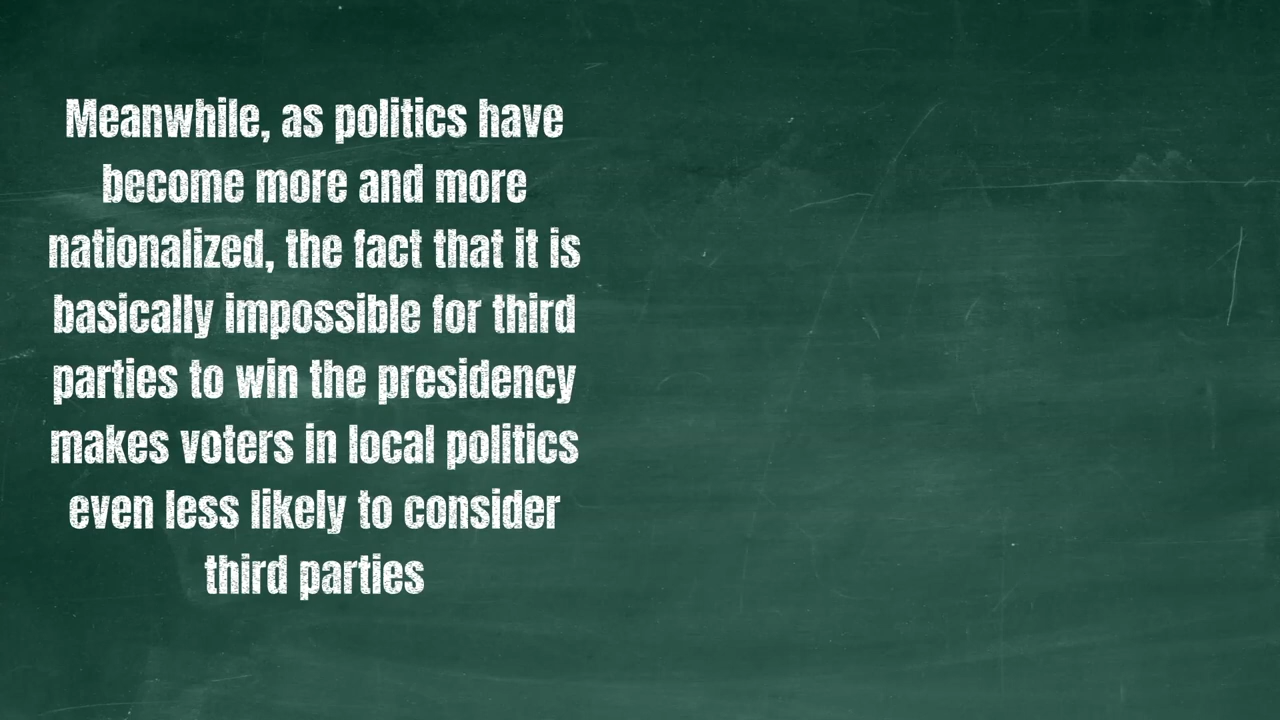 Meanwhile, as politics have
become more and more
nationalized, the fact that it is
basically impossible for third
parties to win the presidency
makes voters in local politics
even less likely to consider
third parties